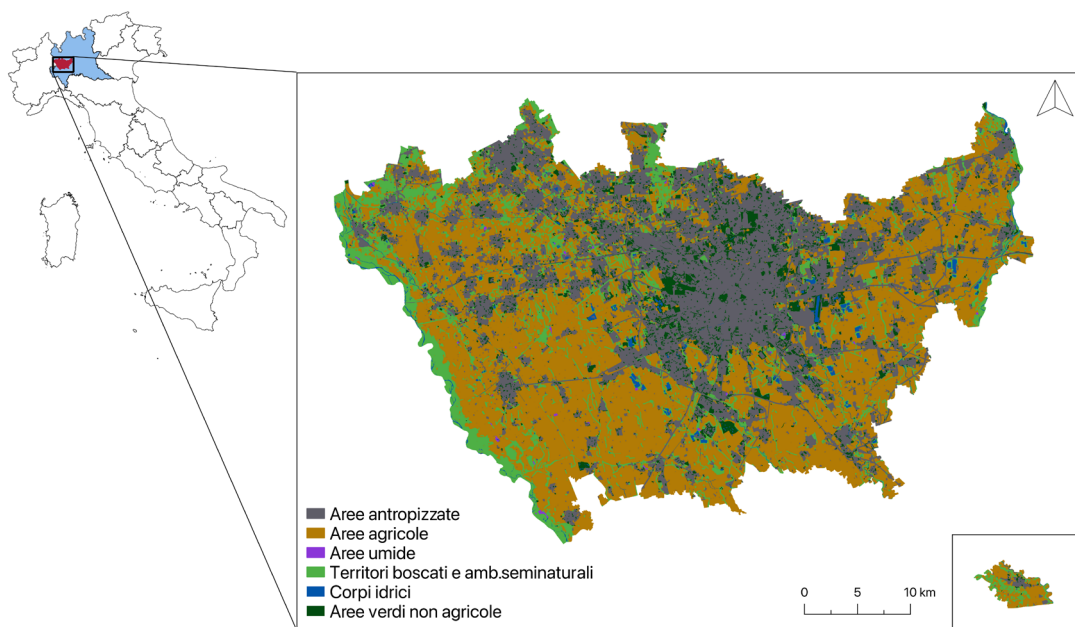 Aree antropizzate
Aree agricole
Aree umide
Territori boscati e amb.seminaturali
Corpi idrici
Aree verdi non agricole
0 5 10 km